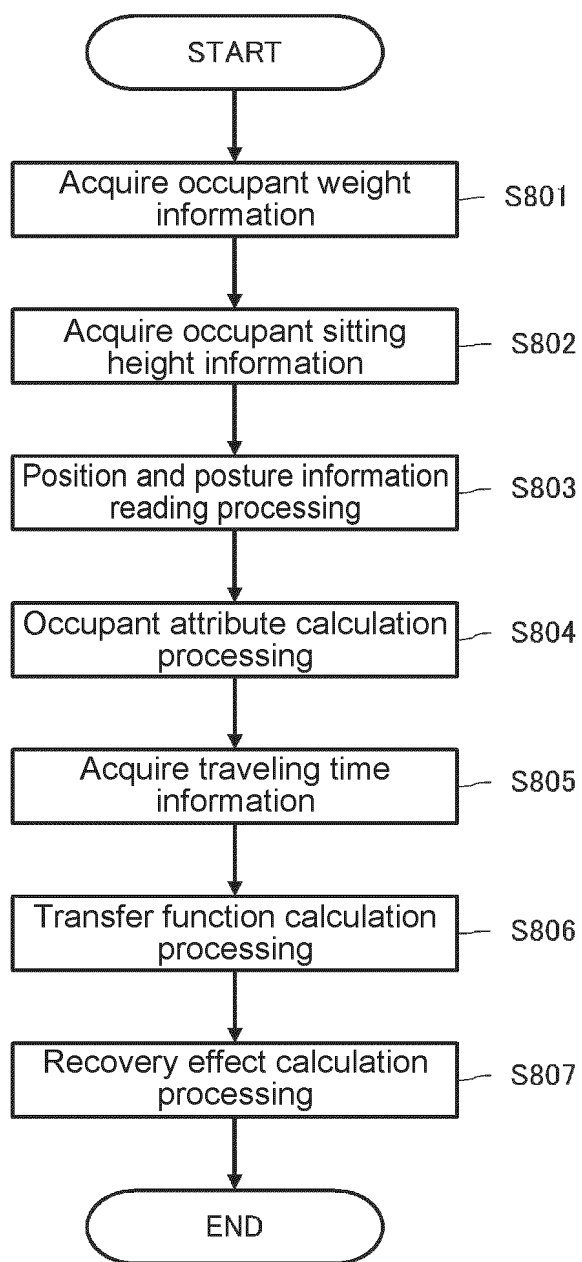 START
Acquire occupant weight
information
S801
Acquire occupant sitting
height information
S802
Position and posture information
reading processing
S803
Occupant attribute calculation
processing
S804
Acquire traveling time
information
S805
Transfer function calculation
processing
S806
Recovery effect calculation
processing
S807
END